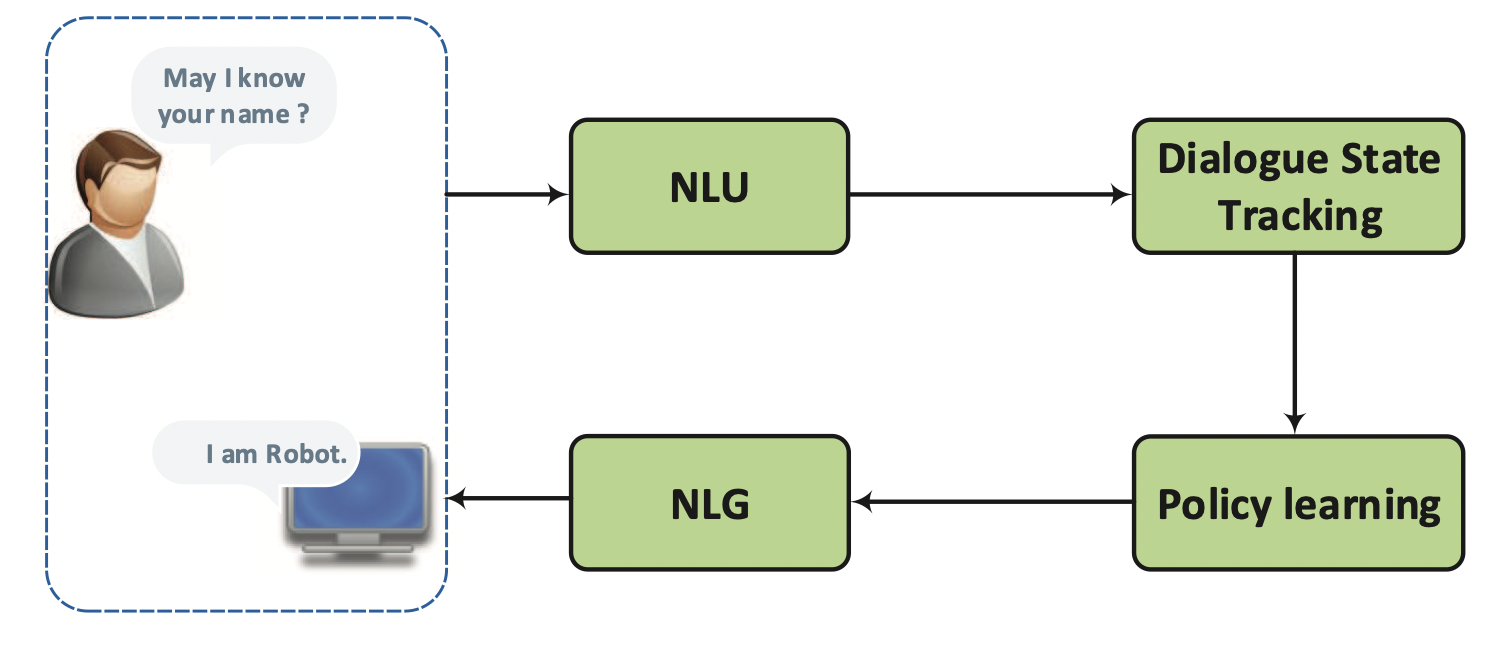 May I know
your name ?
NLU
Dialogue State
Tracking
I am Robot.
NLG
Policy learning